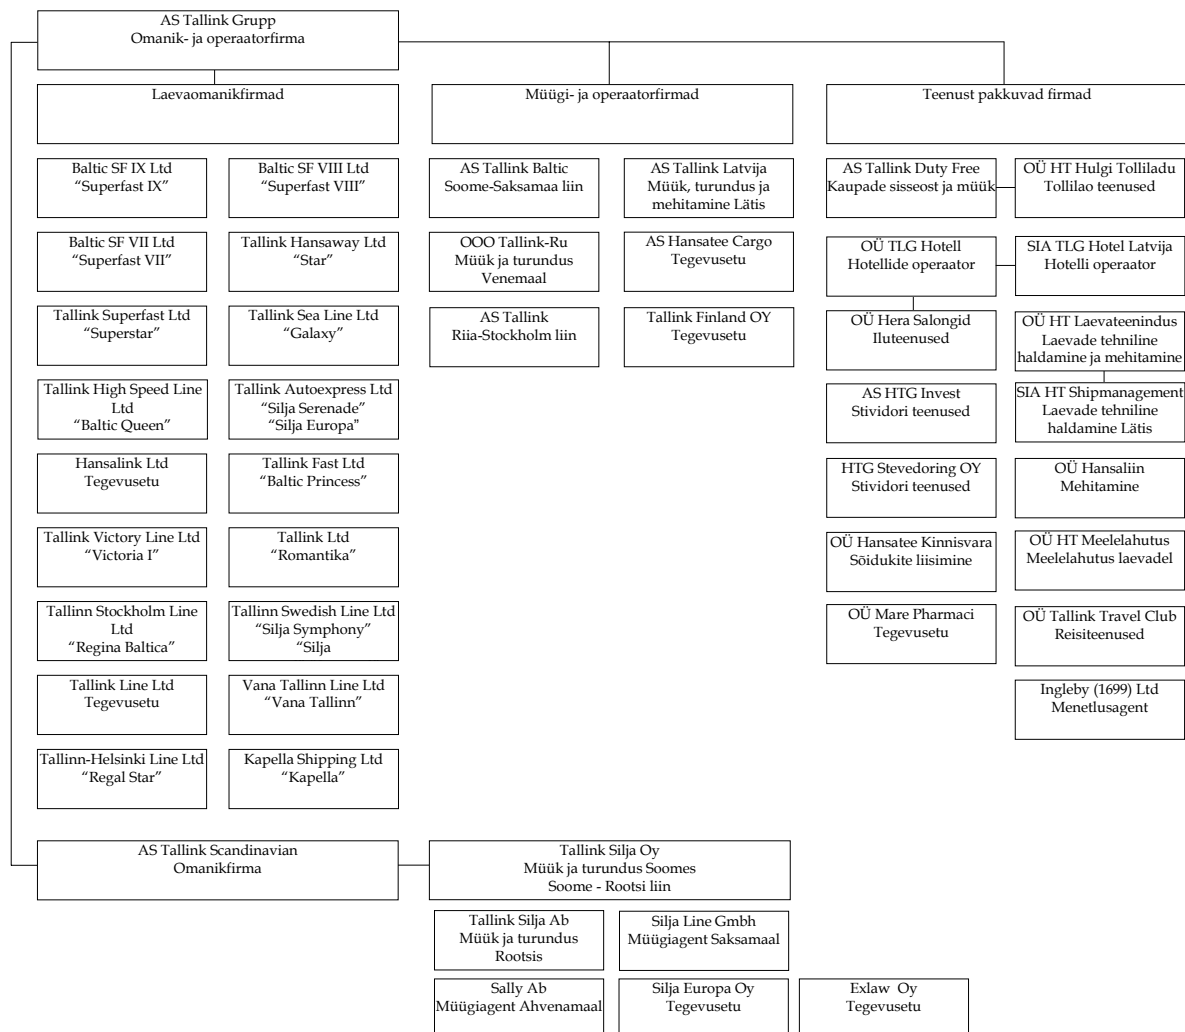 AS Tallink Grupp
Omanik- ja operaatorfirma
Laevaomanikfirmad
Müügi- ja operaatorfirmad
Teenust pakkuvad firmad
Baltic SF IX Ltd
“Superfast IX”
Baltic SF VIII Ltd
“Superfast VIII”
AS Tallink Baltic
Soome-Saksamaa liin
AS Tallink Latvija
Müük, turundus ja
mehitamine Lätis
AS Tallink Duty Free
Kaupade sisseost ja müük
OÜ HT Hulgi Tolliladu
Tollilao teenused
Baltic SF VII Ltd
“Superfast VII”
Tallink Hansaway Ltd
“Star”
OOO Tallink-Ru
Müük ja turundus
Venemaal
AS Hansatee Cargo
Tegevusetu
OÜ TLG Hotell
Hotellide operaator
SIA TLG Hotel Latvija
Hotelli operaator
Tallink Superfast Ltd
“Superstar”
Tallink Sea Line Ltd
“Galaxy”
AS Tallink
Riia-Stockholm liin
Tallink Finland OY
Tegevusetu
OÜ Hera Salongid
Iluteenused
OÜ HT Laevateenindus
Laevade tehniline
haldamine ja mehitamine
Tallink High Speed Line
Ltd
“Baltic Queen”
Tallink Autoexpress Ltd
“Silja Serenade”
“Silja Europa”
AS HTG Invest
Stividori teenused
SIA HT Shipmanagement
Laevade tehniline
haldamine Lätis
Hansalink Ltd
Tegevusetu
Tallink Fast Ltd
“Baltic Princess”
HTG Stevedoring OY
Stividori teenused
OÜ Hansaliin
Mehitamine
Tallink Victory Line Ltd
“Victoria I”
Tallink Ltd
“Romantika”
OÜ Hansatee Kinnisvara
Sõidukite liisimine
OÜ HT Meelelahutus
Meelelahutus laevadel
Tallinn Stockholm Line
Ltd
“Regina Baltica”
Tallinn Swedish Line Ltd
“Silja Symphony”
“Silja
OÜ Mare Pharmaci
Tegevusetu
OÜ Tallink Travel Club
Reisiteenused
Tallink Line Ltd
Tegevusetu
Vana Tallinn Line Ltd
“Vana Tallinn”
Ingleby (1699) Ltd
Menetlusagent
Tallinn-Helsinki Line Ltd
“Regal Star”
Kapella Shipping Ltd
“Kapella”
AS Tallink Scandinavian
Omanikfirma
Tallink Silja Oy
Müük ja turundus Soomes
Soome - Rootsi liin
Tallink Silja Ab
Müük ja turundus
Rootsis
Silja Line Gmbh
Müügiagent Saksamaal
Sally Ab
Müügiagent Ahvenamaal
Silja Europa Oy
Tegevusetu
Exlaw Oy
Tegevusetu